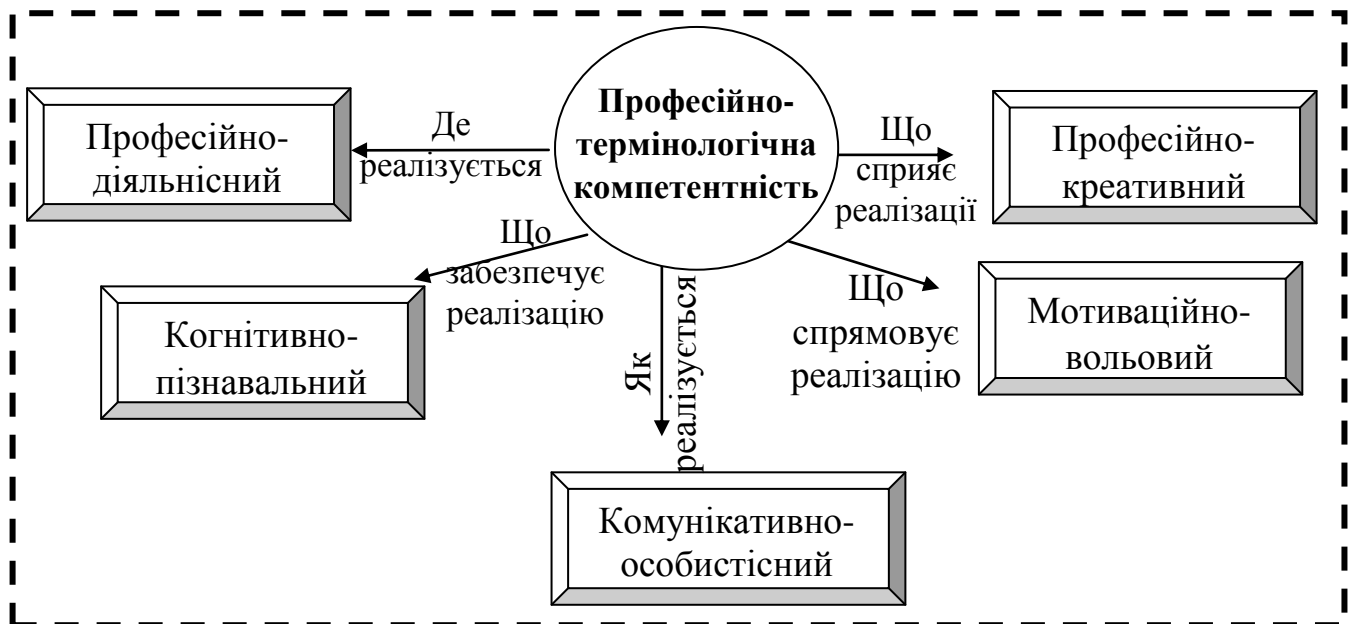 Професійно-
термінологічна
компетентність
Професійно-
діяльнісний
Де
реалізується
Що
сприяє
реалізації
Професійно-
креативний
Що
забезпечує
реалізацію
Когнітивно-
пізнавальний
Як
реалізується
Що
спрямовує
реалізацію
Мотиваційно-
вольовий
Комунікативно-
особистісний